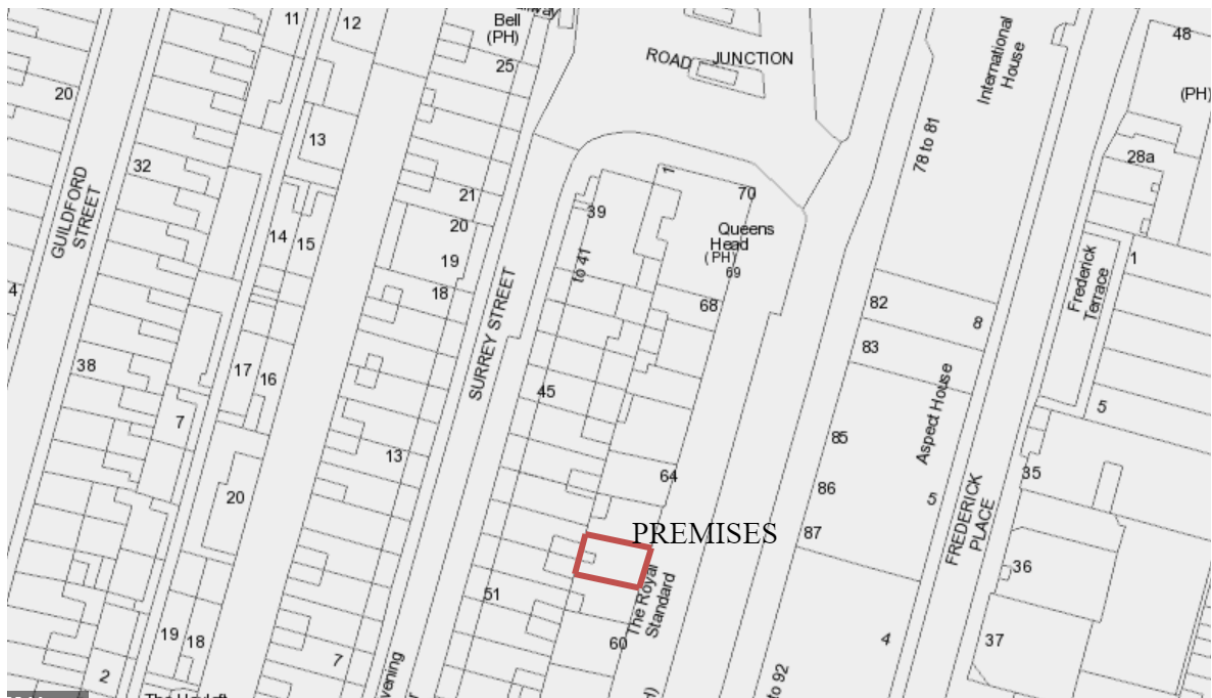 11
12
Bell
(PH)
25
ROAD
JUNCTION
International
House
48
(PH)
20
13
78 to 81
28a
32
21
1
70
39
20
GUILDFORD
STREET
14
15
19
to 41
Queens
Head
(PH)
69
1
Frederick
Terrace
4
18
SURREY STREET
68
82
8
83
38
17
16
45
Aspect House
5
7
13
85
64
86
5
35
20
87
FREDERICK
PLACE
PREMISES
36
51
The Royal
Standard
19
18
60
4
37
2
7
to 92